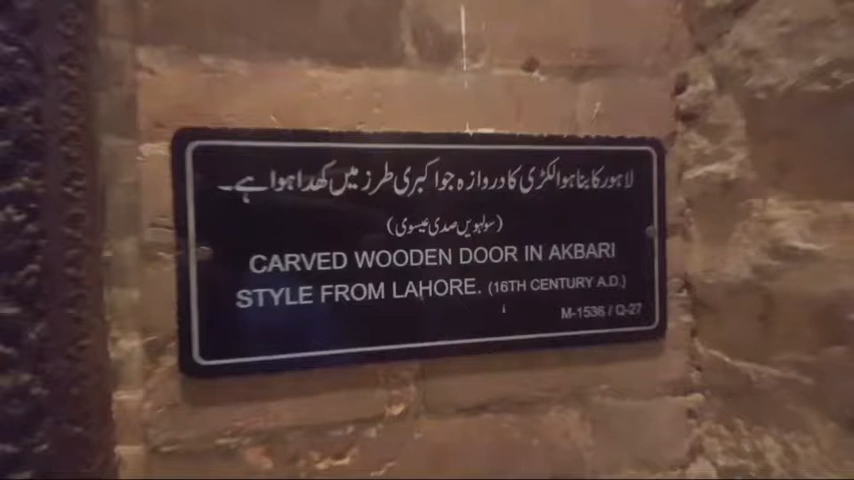 لاہور کا بنا ہوا لکڑی کا دروازہ جو اکبری طرز میں کھدا ہوا ہے۔
(سولہویں صدی عیسوی)
CARVED WOODEN DOOR IN AKBARI
STYLE FROM LAHORE. (16TH CENTURY A.D.)
M-1536 / Q-27